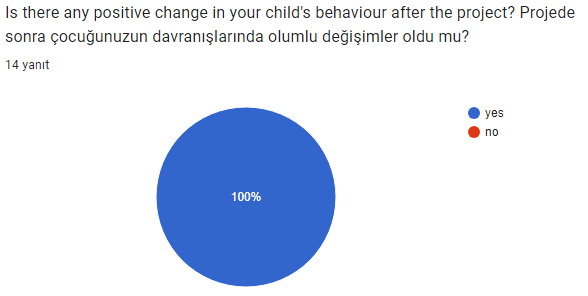 Is there any positive change in your child's behaviour after the project? Projede
sonra çocuğunuzun davranışlarında olumlu değişimler oldu mu?
14 yanıt
yes
no
100%